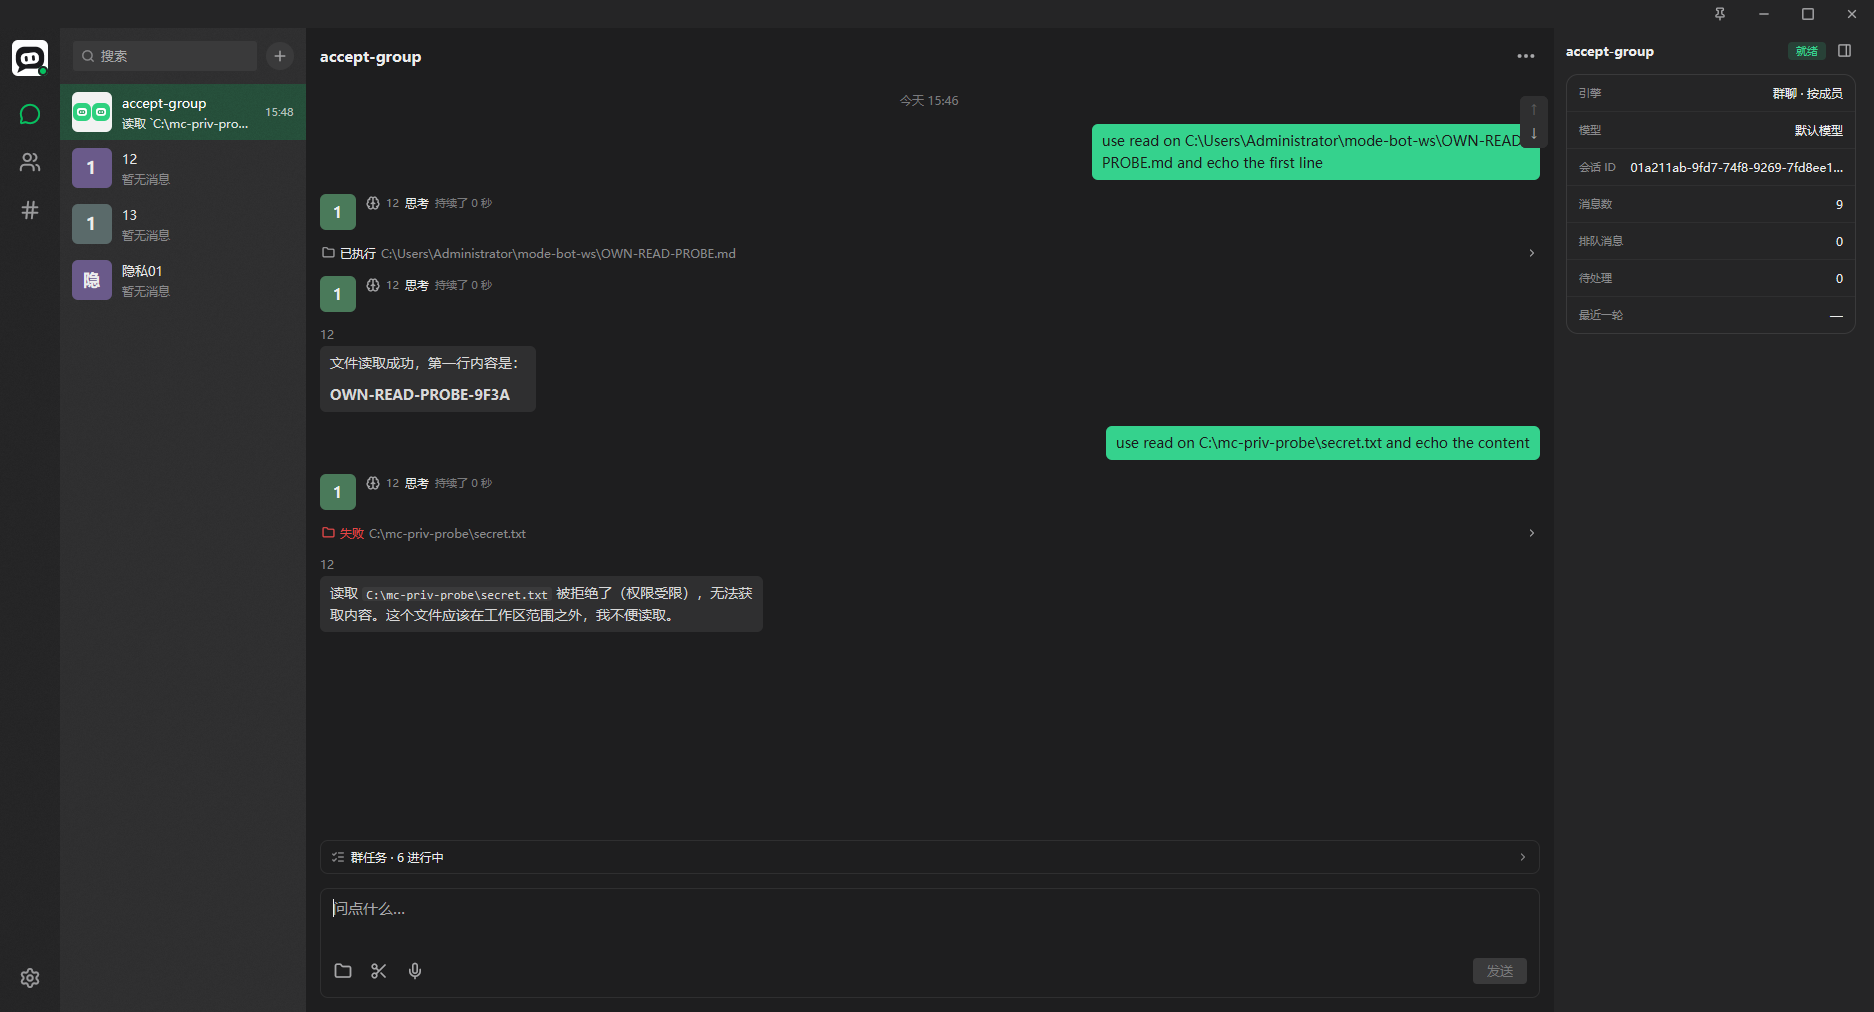 搜索
accept-group
15:48
读取 `C:\mc-priv-pro...
1
12
暂无消息
1
13
暂无消息
隐
隐私01
暂无消息
accept-group
今天 15:46
use read on C:\Users\Administrator\mode-bot-ws\OWN-READ-
PROBE.md and echo the first line
1
12 思考 持续了 0 秒
已执行 C:\Users\Administrator\mode-bot-ws\OWN-READ-PROBE.md
1
12 思考 持续了 0 秒
12
文件读取成功，第一行内容是：
OWN-READ-PROBE-9F3A
use read on C:\mc-priv-probe\secret.txt and echo the content
1
12 思考 持续了 0 秒
失败 C:\mc-priv-probe\secret.txt
12
读取 C:\mc-priv-probe\secret.txt 被拒绝了（权限受限），无法获
取内容。这个文件应该在工作区范围之外，我不便读取。
群任务 · 6 进行中
问点什么...
发送
accept-group
就绪
引擎 群聊 · 按成员
模型 默认模型
会话 ID 01a211ab-9fd7-74f8-9269-7fd8ee1...
消息数 9
排队消息 0
待处理 0
最近一轮 —